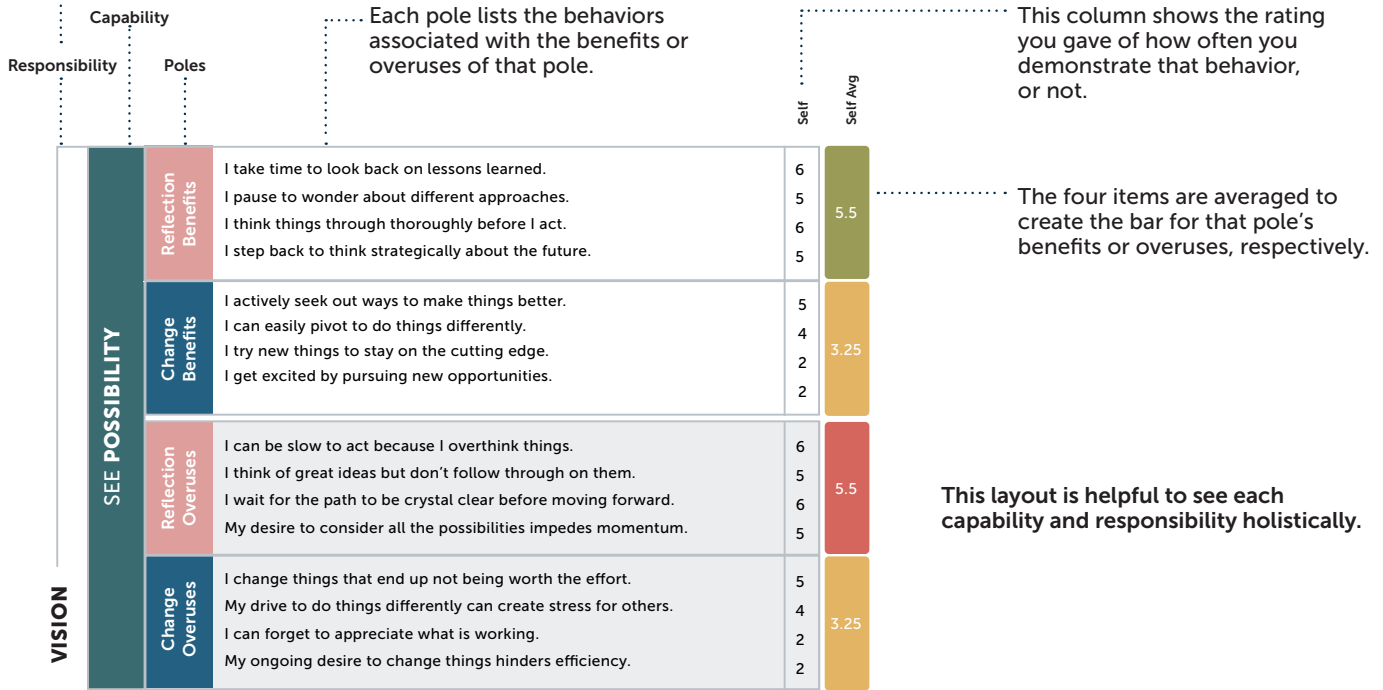 Capability
Responsibility
Poles
Each pole lists the behaviors
associated with the benefits or
overuses of that pole.
Self
Self Avg
This column shows the rating
you gave of how often you
demonstrate that behavior,
or not.
VISION
SEE POSSIBILITY
Reflection
Benefits
I take time to look back on lessons learned. 6
I pause to wonder about different approaches. 5
I think things through thoroughly before I act. 6
I step back to think strategically about the future. 5
5.5
The four items are averaged to
create the bar for that pole’s
benefits or overuses, respectively.
Change
Benefits
I actively seek out ways to make things better. 5
I can easily pivot to do things differently. 4
I try new things to stay on the cutting edge. 2
I get excited by pursuing new opportunities. 2
3.25
Reflection
Overuses
I can be slow to act because I overthink things. 6
I think of great ideas but don’t follow through on them. 5
I wait for the path to be crystal clear before moving forward. 6
My desire to consider all the possibilities impedes momentum. 5
5.5
This layout is helpful to see each
capability and responsibility holistically.
Change
Overuses
I change things that end up not being worth the effort. 5
My drive to do things differently can create stress for others. 4
I can forget to appreciate what is working. 2
My ongoing desire to change things hinders efficiency. 2
3.25